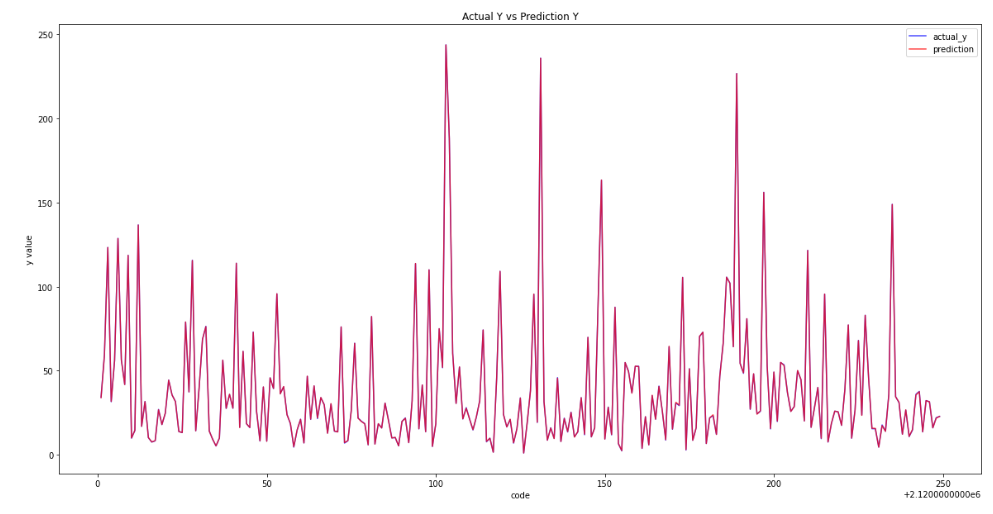 Actual Y vs Prediction Y
250
actual_y
prediction
200
150
y value
100
50
0
0 50 100 150 200 250
code
+2.1200000000e6